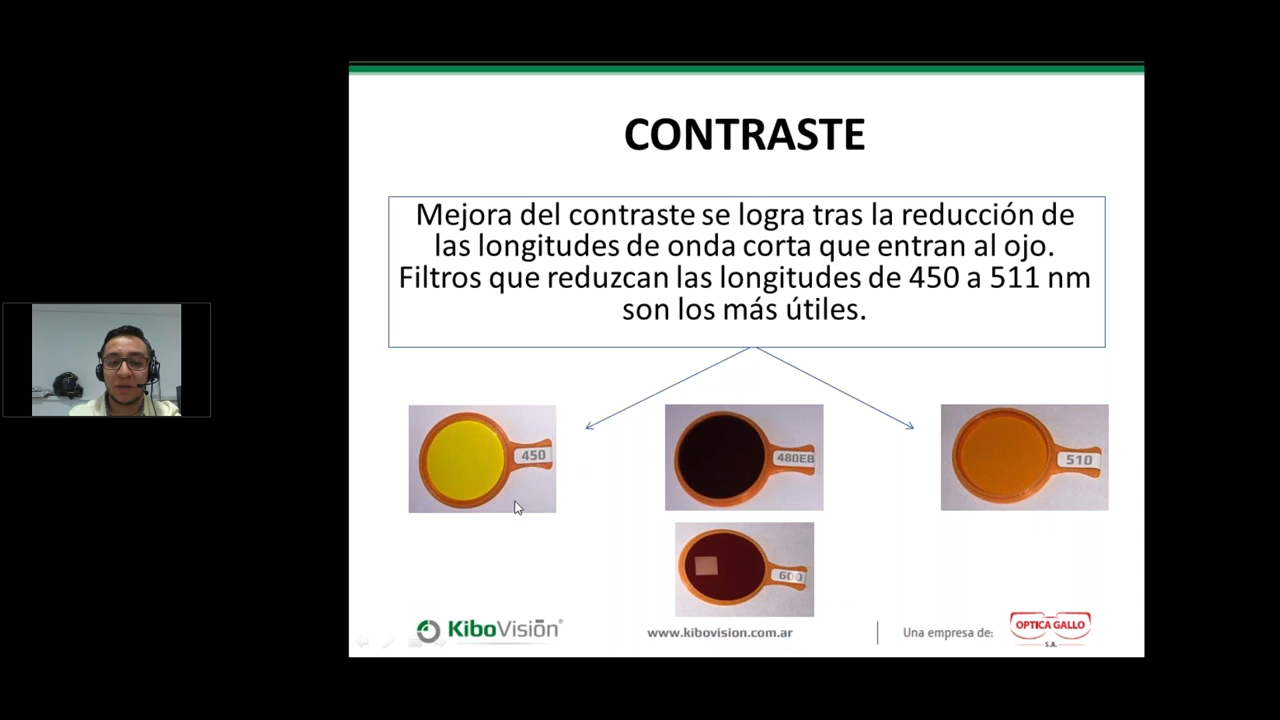 CONTRASTE
Mejora del contraste se logra tras la reducción de
las longitudes de onda corta que entran al ojo.
Filtros que reduzcan las longitudes de 450 a 511 nm
son los más útiles.
450
480EB
510
600
KiboVisiōn®
www.kibovision.com.ar
Una empresa de:
OPTICA GALLO
S.A.